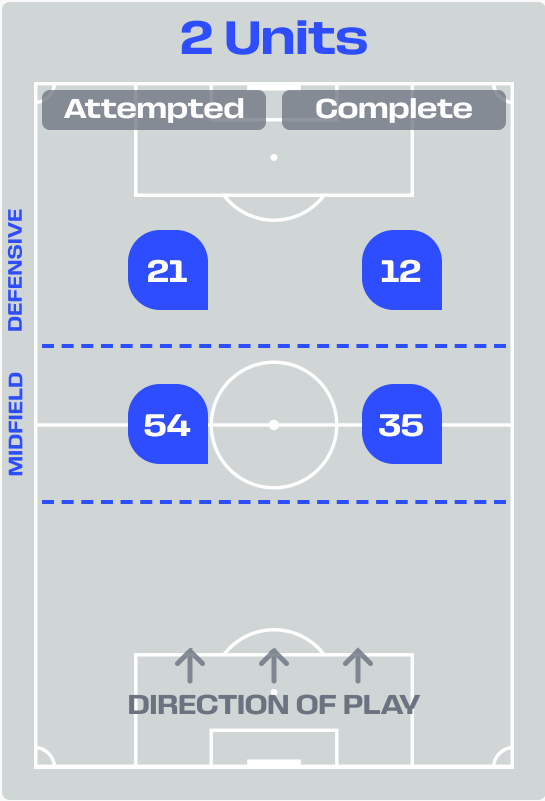 2 Units
Attempted Complete
DEFENSIVE
21 12
MIDFIELD
54 35
DIRECTION OF PLAY